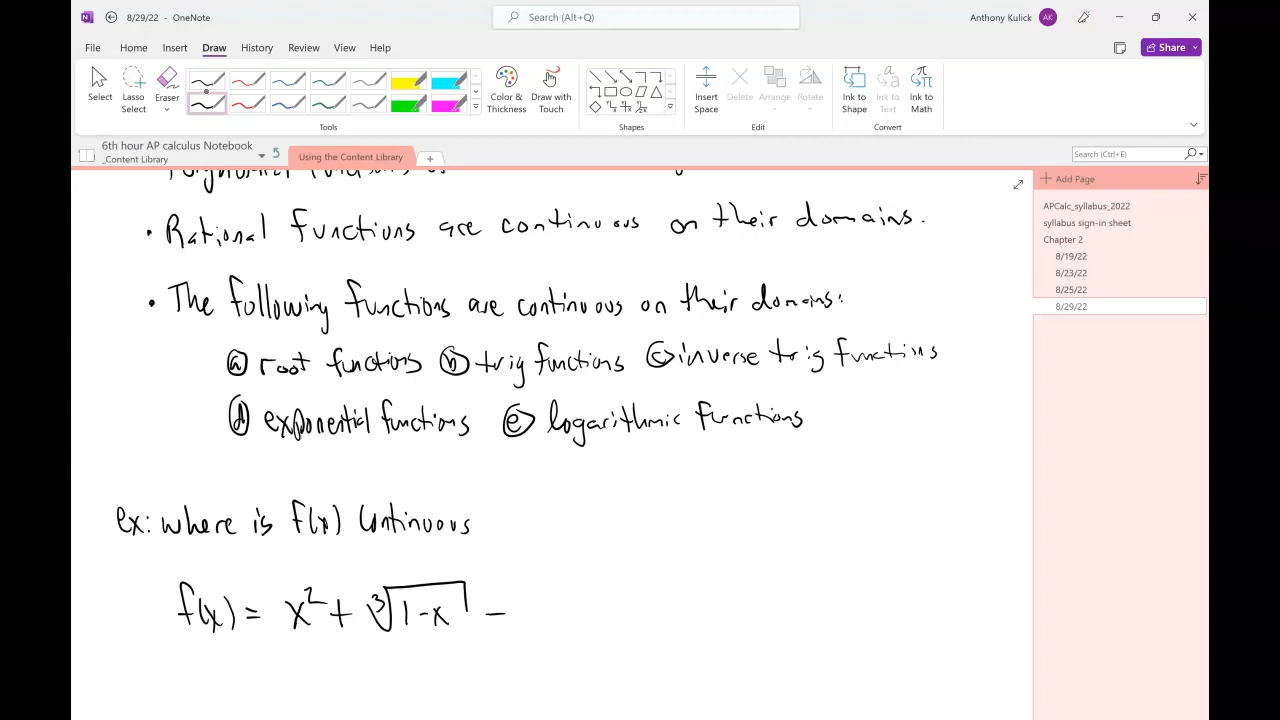 8/29/22 - OneNote
Search (Alt+Q)
Anthony Kulick
AK
File Home Insert Draw History Review View Help
Share
Select
Lasso Select
Eraser
Color & Thickness
Draw with Touch
Insert Space
Delete
Arrange
Rotate
Ink to Shape
Ink to Text
Ink to Math
Tools
Shapes
Edit
Convert
6th hour AP calculus Notebook
_Content Library
Using the Content Library
Search (Ctrl+E)
Add Page
APCalc_syllabus_2022
syllabus sign-in sheet
Chapter 2
8/19/22
8/23/22
8/25/22
8/29/22
• Rational functions are continuous on their domains.
• The following functions are continuous on their domains:
ⓐ root functions ⓑ trig functions ⓒ inverse trig functions
ⓓ exponential functions ⓔ logarithmic functions
ex: where is f(x) continuous
f(x) = x² + ∛(1-x) -